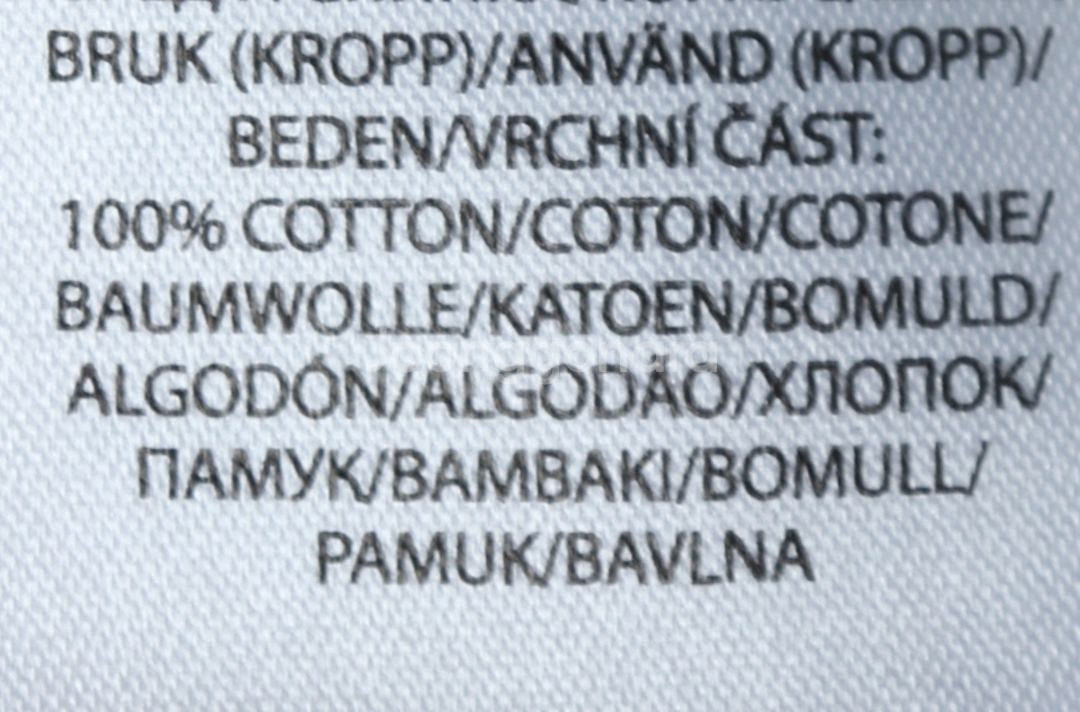 BRUK (KROPP)/ANVÄND (KROPP)/
BEDEN/VRCHNÍ ČÁST:
100% COTTON/COTON/COTONE/
BAUMWOLLE/KATOEN/BOMULD/
ALGODÓN/ALGODÃO/ХЛОПОК/
ПАМУК/BAMBAKI/BOMULL/
PAMUK/BAVLNA